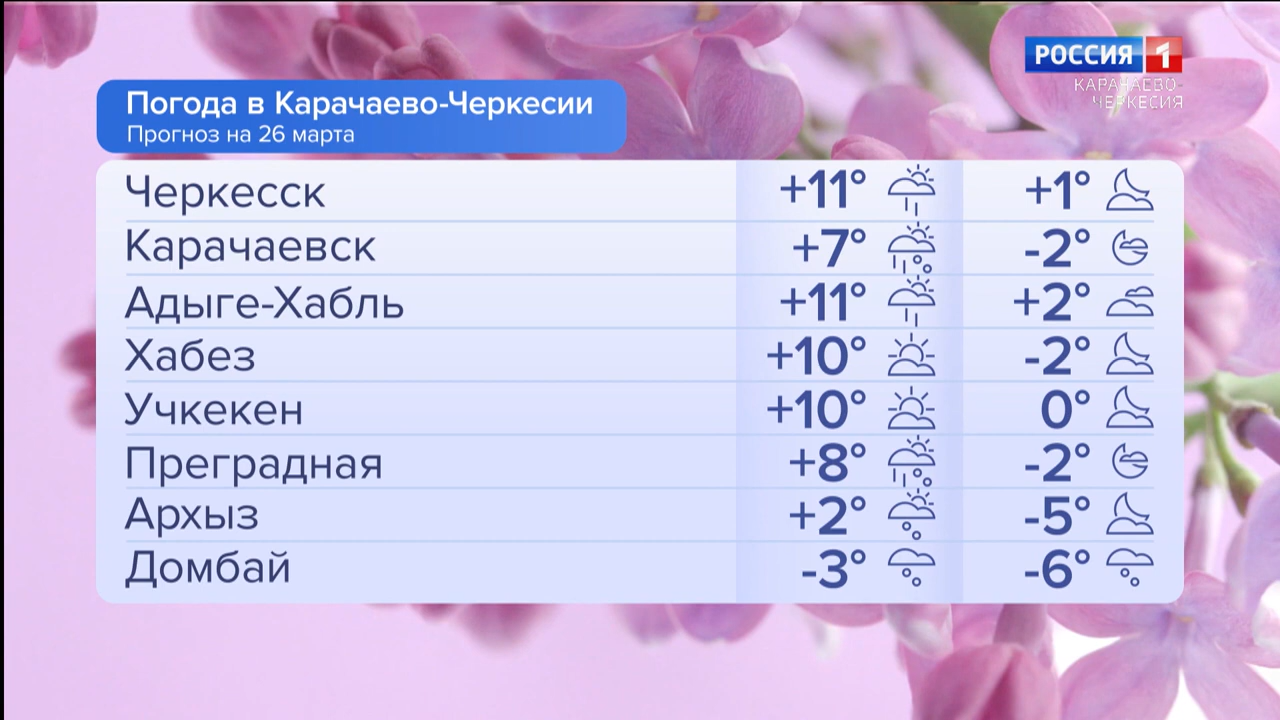 РОССИЯ 1
КАРАЧАЕВО-
ЧЕРКЕСИЯ
Погода в Карачаево-Черкесии
Прогноз на 26 марта
Черкесск +11° +1°
Карачаевск +7° -2°
Адыге-Хабль +11° +2°
Хабез +10° -2°
Учкекен +10° 0°
Преградная +8° -2°
Архыз +2° -5°
Домбай -3° -6°